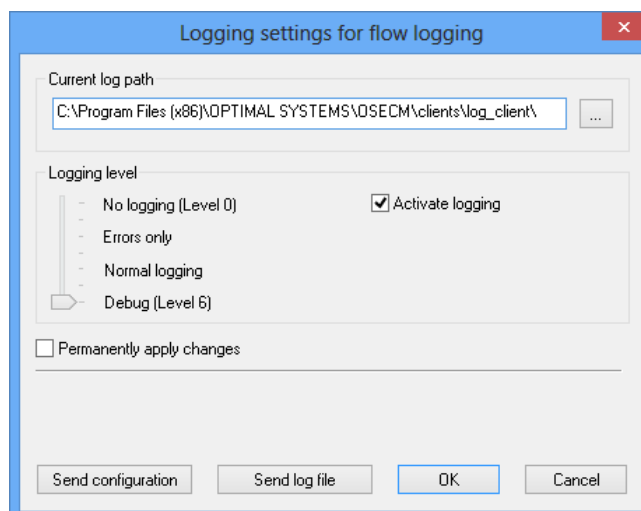 Logging settings for flow logging
Current log path
C:\Program Files (x86)\OPTIMAL SYSTEMS\OSECM\clients\log_client\
...
Logging level
No logging (Level 0)
Activate logging
Errors only
Normal logging
Debug (Level 6)
Permanently apply changes
Send configuration
Send log file
OK
Cancel